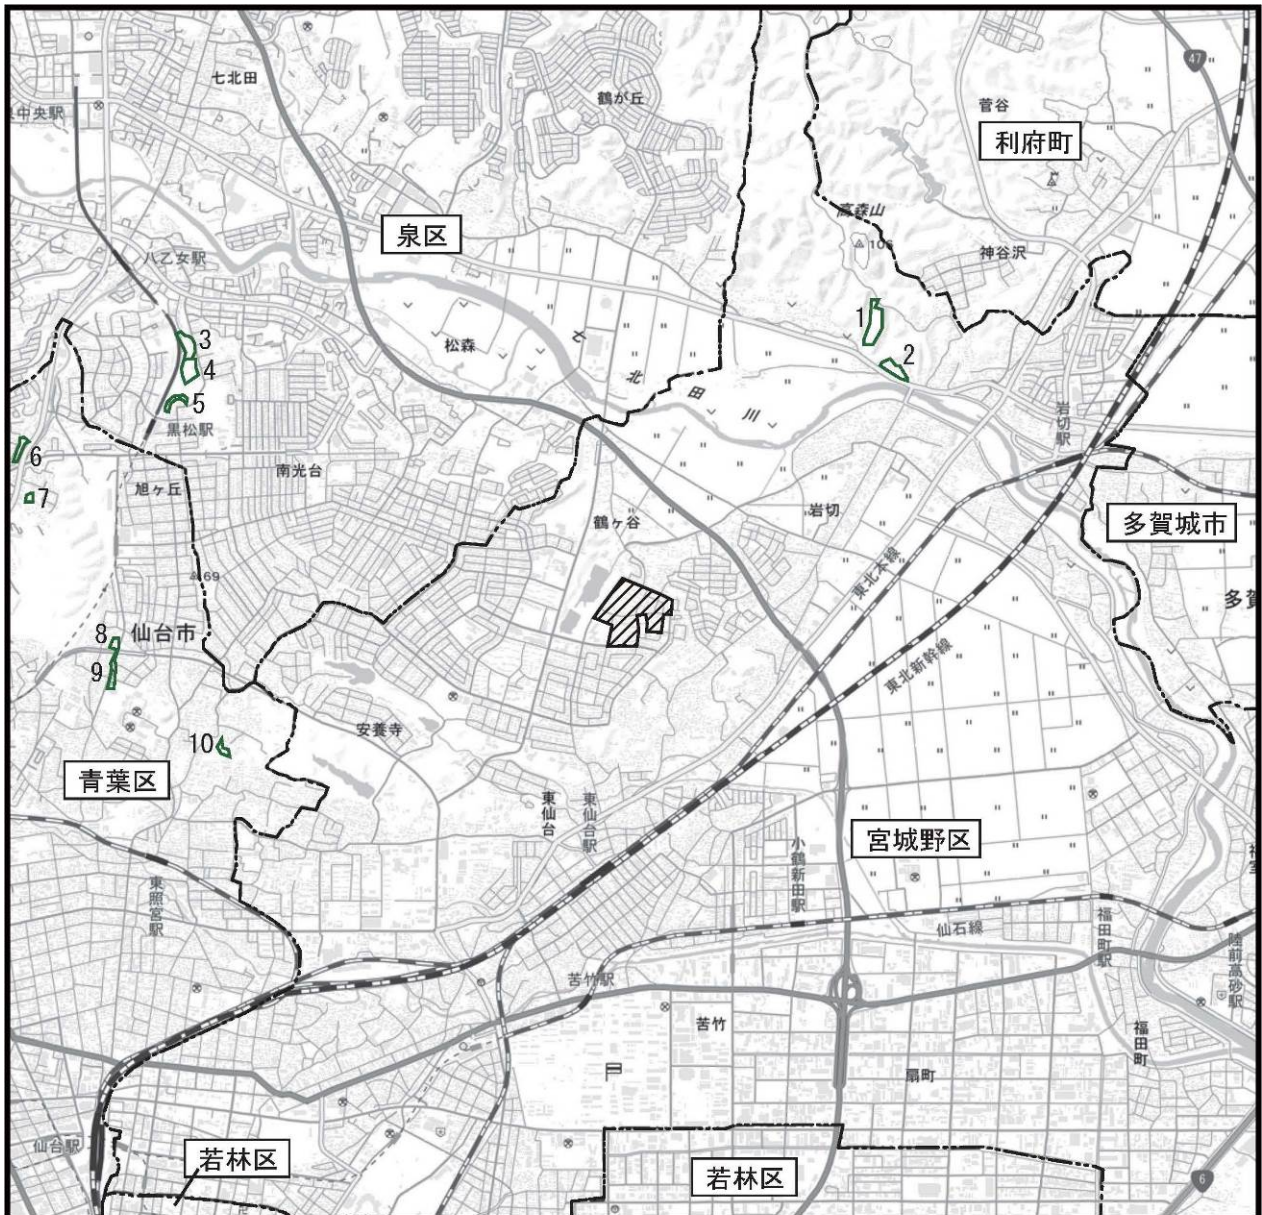 七北田
鶴が丘
47
中央駅
菅谷
利府町
高森山
106
泉区
神谷沢
八乙女駅
1
3
松森
2
4
七
北
田
川
5
黒松駅
岩切駅
6
南光台
旭ヶ丘
7
鶴ヶ谷
岩切
多賀城市
東北本線
69
多賀
8
仙台市
9
東北新幹線
安養寺
10
青葉区
東仙台
東仙台駅
小鶴新田駅
宮城野区
東照宮駅
福田町駅
仙石線
陸前高砂駅
苦竹駅
苦竹
福田町
扇町
仙台駅
若林区
若林区
6